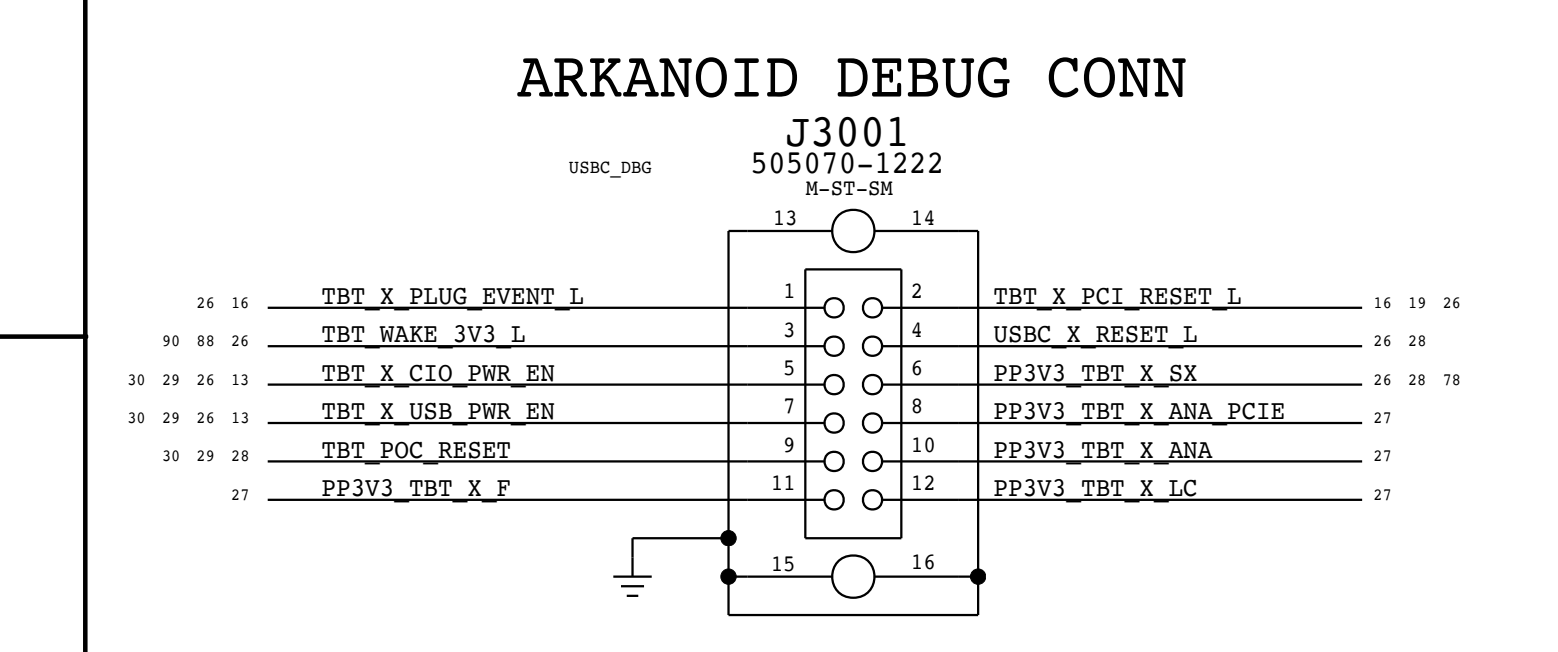 ARKANOID DEBUG CONN
J3001
USBC_DBG 505070-1222
M-ST-SM
13 14
26 16 TBT_X_PLUG_EVENT_L 1 2 TBT_X_PCI_RESET_L 16 19 26
90 88 26 TBT_WAKE_3V3_L 3 4 USBC_X_RESET_L 26 28
30 29 26 13 TBT_X_CIO_PWR_EN 5 6 PP3V3_TBT_X_SX 26 28 78
30 29 26 13 TBT_X_USB_PWR_EN 7 8 PP3V3_TBT_X_ANA_PCIE 27
30 29 28 TBT_POC_RESET 9 10 PP3V3_TBT_X_ANA 27
27 PP3V3_TBT_X_F 11 12 PP3V3_TBT_X_LC 27
15 16